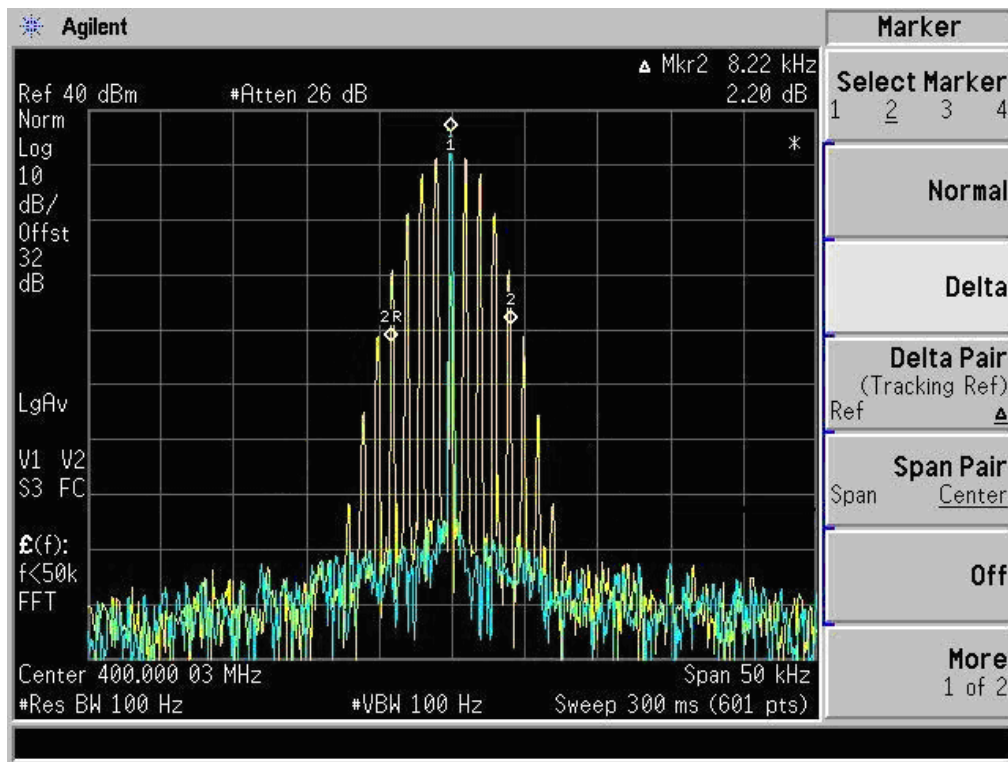 Agilent
Marker
Δ Mkr2 8.22 kHz
Ref 40 dBm #Atten 26 dB 2.20 dB
Norm
Log
10
dB/
Offst
32
dB
1
*
2R
2
LgAv
V1 V2
S3 FC
£(f):
f<50k
FFT
Center 400.000 03 MHz Span 50 kHz
#Res BW 100 Hz #VBW 100 Hz Sweep 300 ms (601 pts)
Select Marker
1 2 3 4
Normal
Delta
Delta Pair
(Tracking Ref)
Ref Δ
Span Pair
Span Center
Off
More
1 of 2